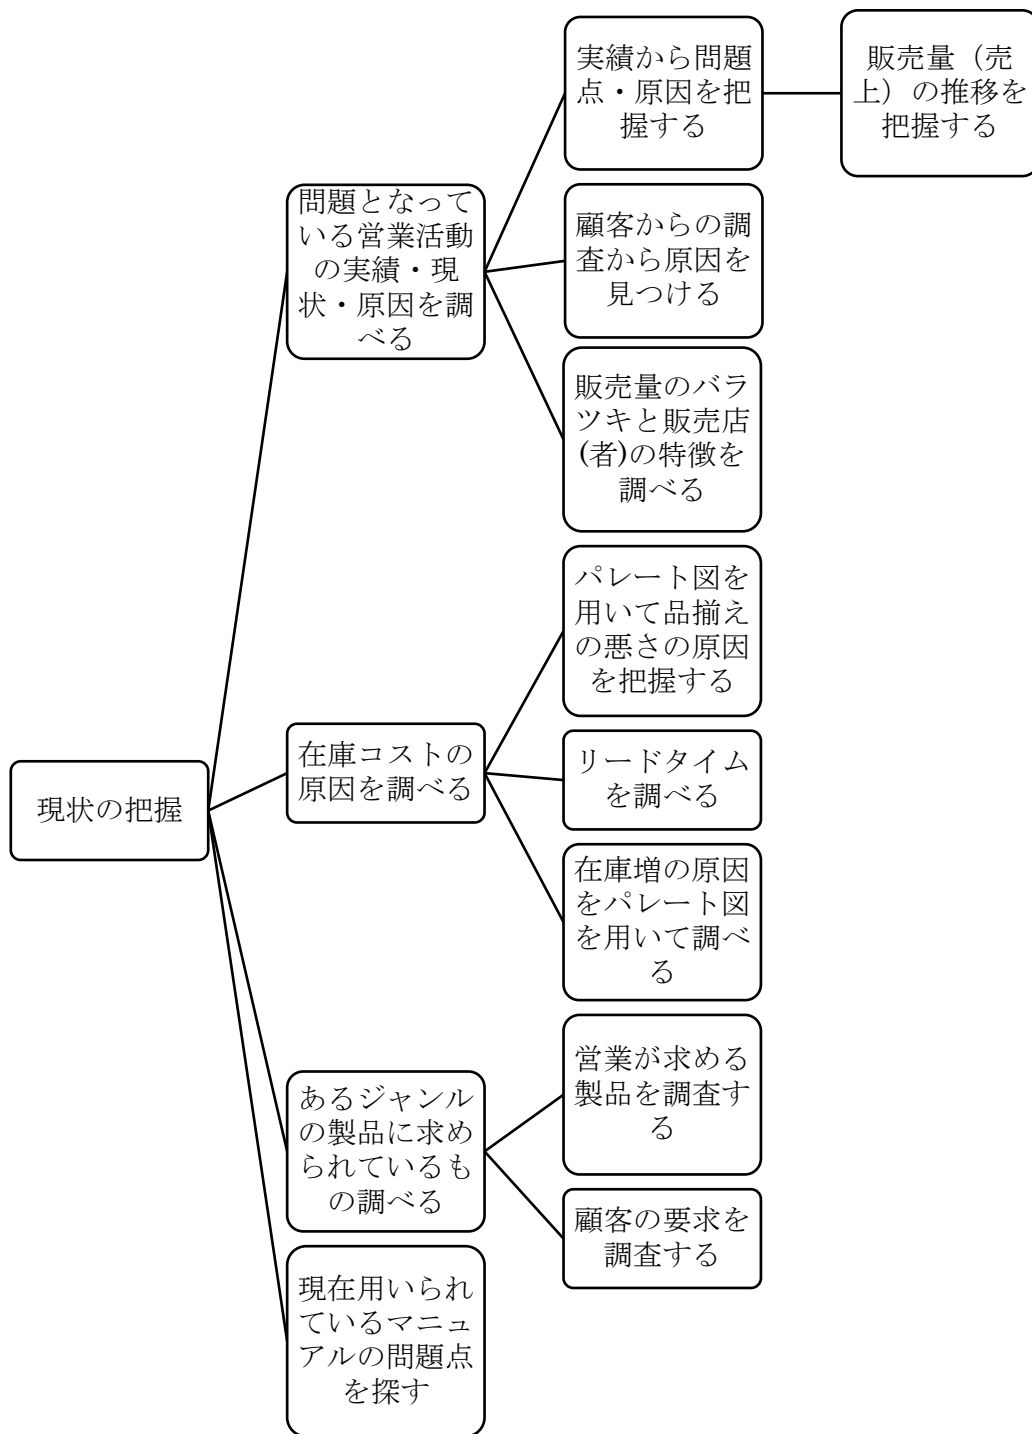 現状の把握
問題となって
いる営業活動
の実績・現
状・原因を調
べる
実績から問題
点・原因を把
握する
販売量（売
上）の推移を
把握する
顧客からの調
査から原因を
見つける
販売量のバラ
ツキと販売店
(者)の特徴を
調べる
在庫コストの
原因を調べる
パレート図を
用いて品揃え
の悪さの原因
を把握する
リードタイム
を調べる
在庫増の原因
をパレート図
を用いて調べ
る
あるジャンル
の製品に求め
られているも
の調べる
営業が求める
製品を調査す
る
顧客の要求を
調査する
現在用いられ
ているマニュ
アルの問題点
を探す